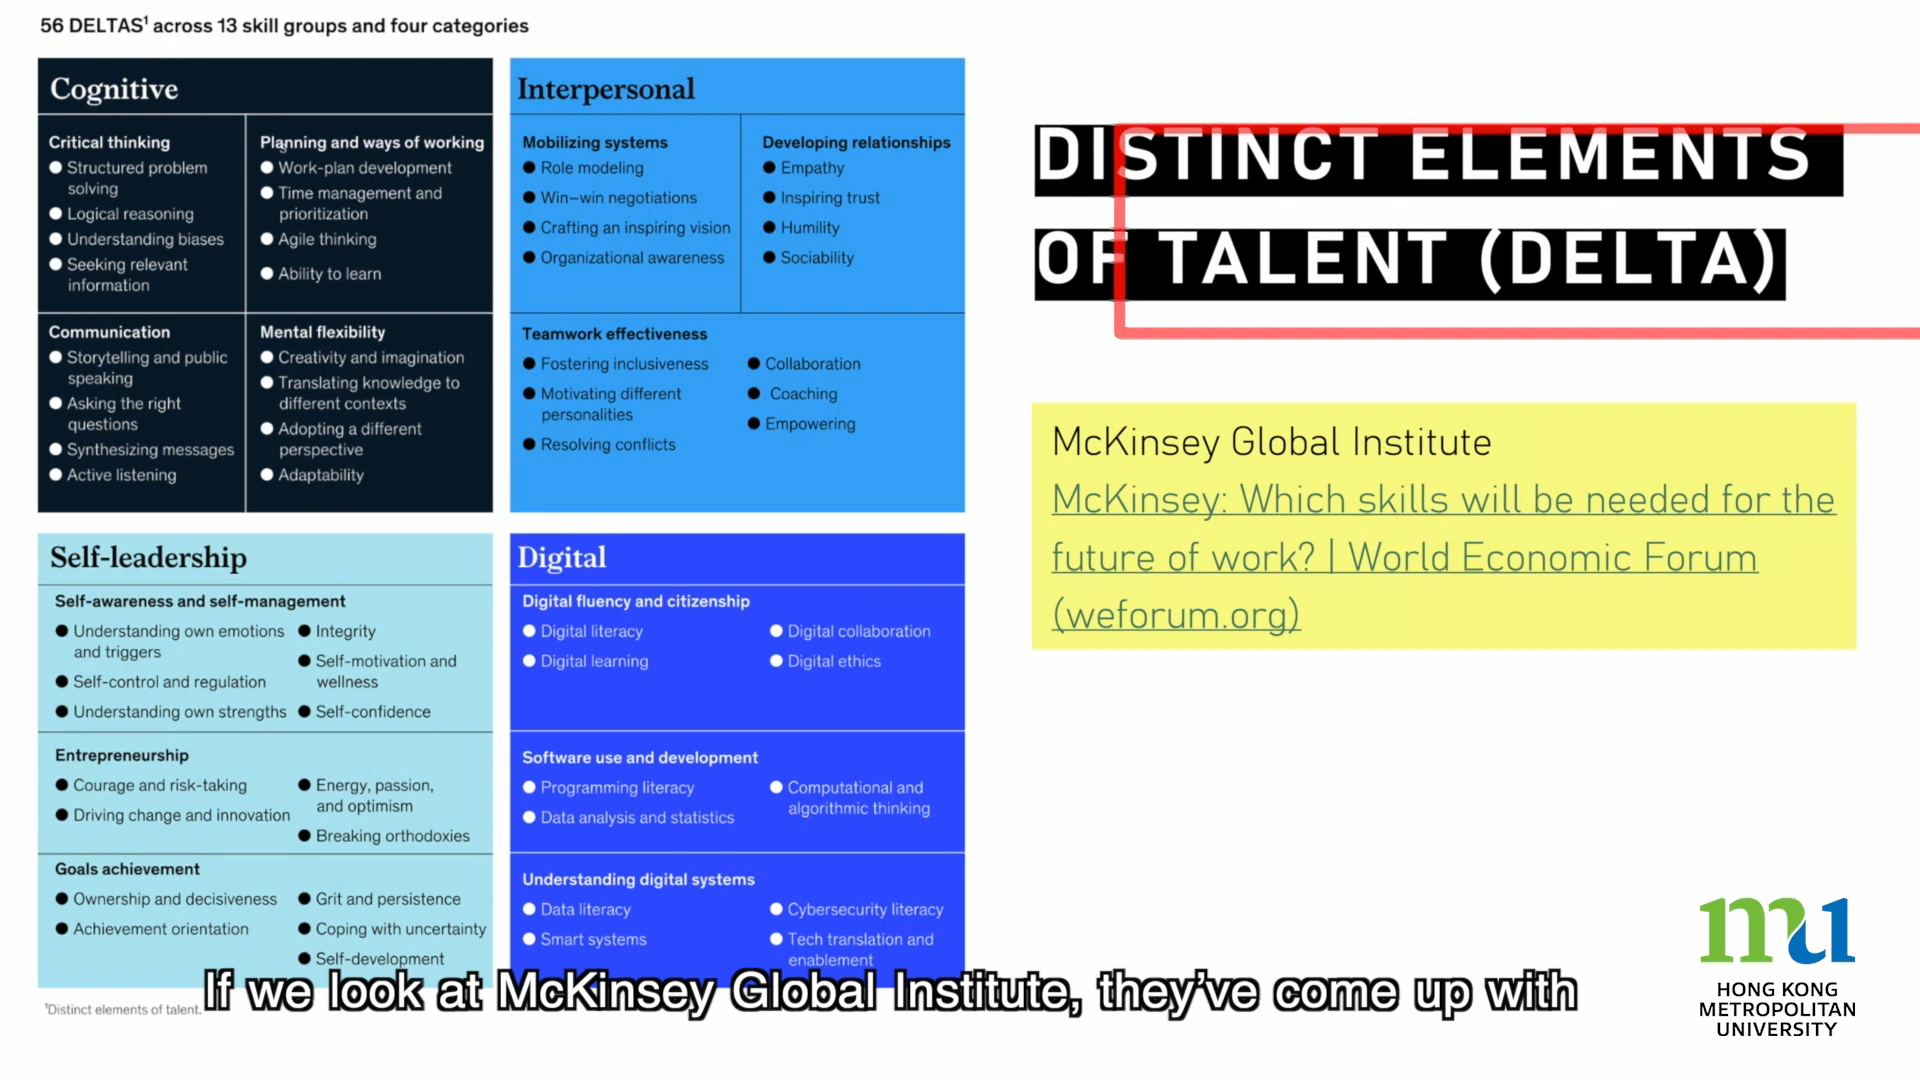 56 DELTAS¹ across 13 skill groups and four categories
Cognitive
Critical thinking
Structured problem
solving
Logical reasoning
Understanding biases
Seeking relevant
information
Planning and ways of working
Work-plan development
Time management and
prioritization
Agile thinking
Ability to learn
Communication
Storytelling and public
speaking
Asking the right
questions
Synthesizing messages
Active listening
Mental flexibility
Creativity and imagination
Translating knowledge to
different contexts
Adopting a different
perspective
Adaptability
Interpersonal
Mobilizing systems
Role modeling
Win–win negotiations
Crafting an inspiring vision
Organizational awareness
Developing relationships
Empathy
Inspiring trust
Humility
Sociability
Teamwork effectiveness
Fostering inclusiveness
Motivating different
personalities
Resolving conflicts
Collaboration
Coaching
Empowering
Self-leadership
Self-awareness and self-management
Understanding own emotions
and triggers
Self-control and regulation
Understanding own strengths
Integrity
Self-motivation and
wellness
Self-confidence
Entrepreneurship
Courage and risk-taking
Driving change and innovation
Energy, passion,
and optimism
Breaking orthodoxies
Goals achievement
Ownership and decisiveness
Achievement orientation
Grit and persistence
Coping with uncertainty
Self-development
Digital
Digital fluency and citizenship
Digital literacy
Digital learning
Digital collaboration
Digital ethics
Software use and development
Programming literacy
Data analysis and statistics
Computational and
algorithmic thinking
Understanding digital systems
Data literacy
Smart systems
Cybersecurity literacy
Tech translation and
enablement
¹Distinct elements of talent.
DISTINCT ELEMENTS
OF TALENT (DELTA)
McKinsey Global Institute
McKinsey: Which skills will be needed for the
future of work? | World Economic Forum
(weforum.org)
If we look at McKinsey Global Institute, they've come up with
mu
HONG KONG
METROPOLITAN
UNIVERSITY